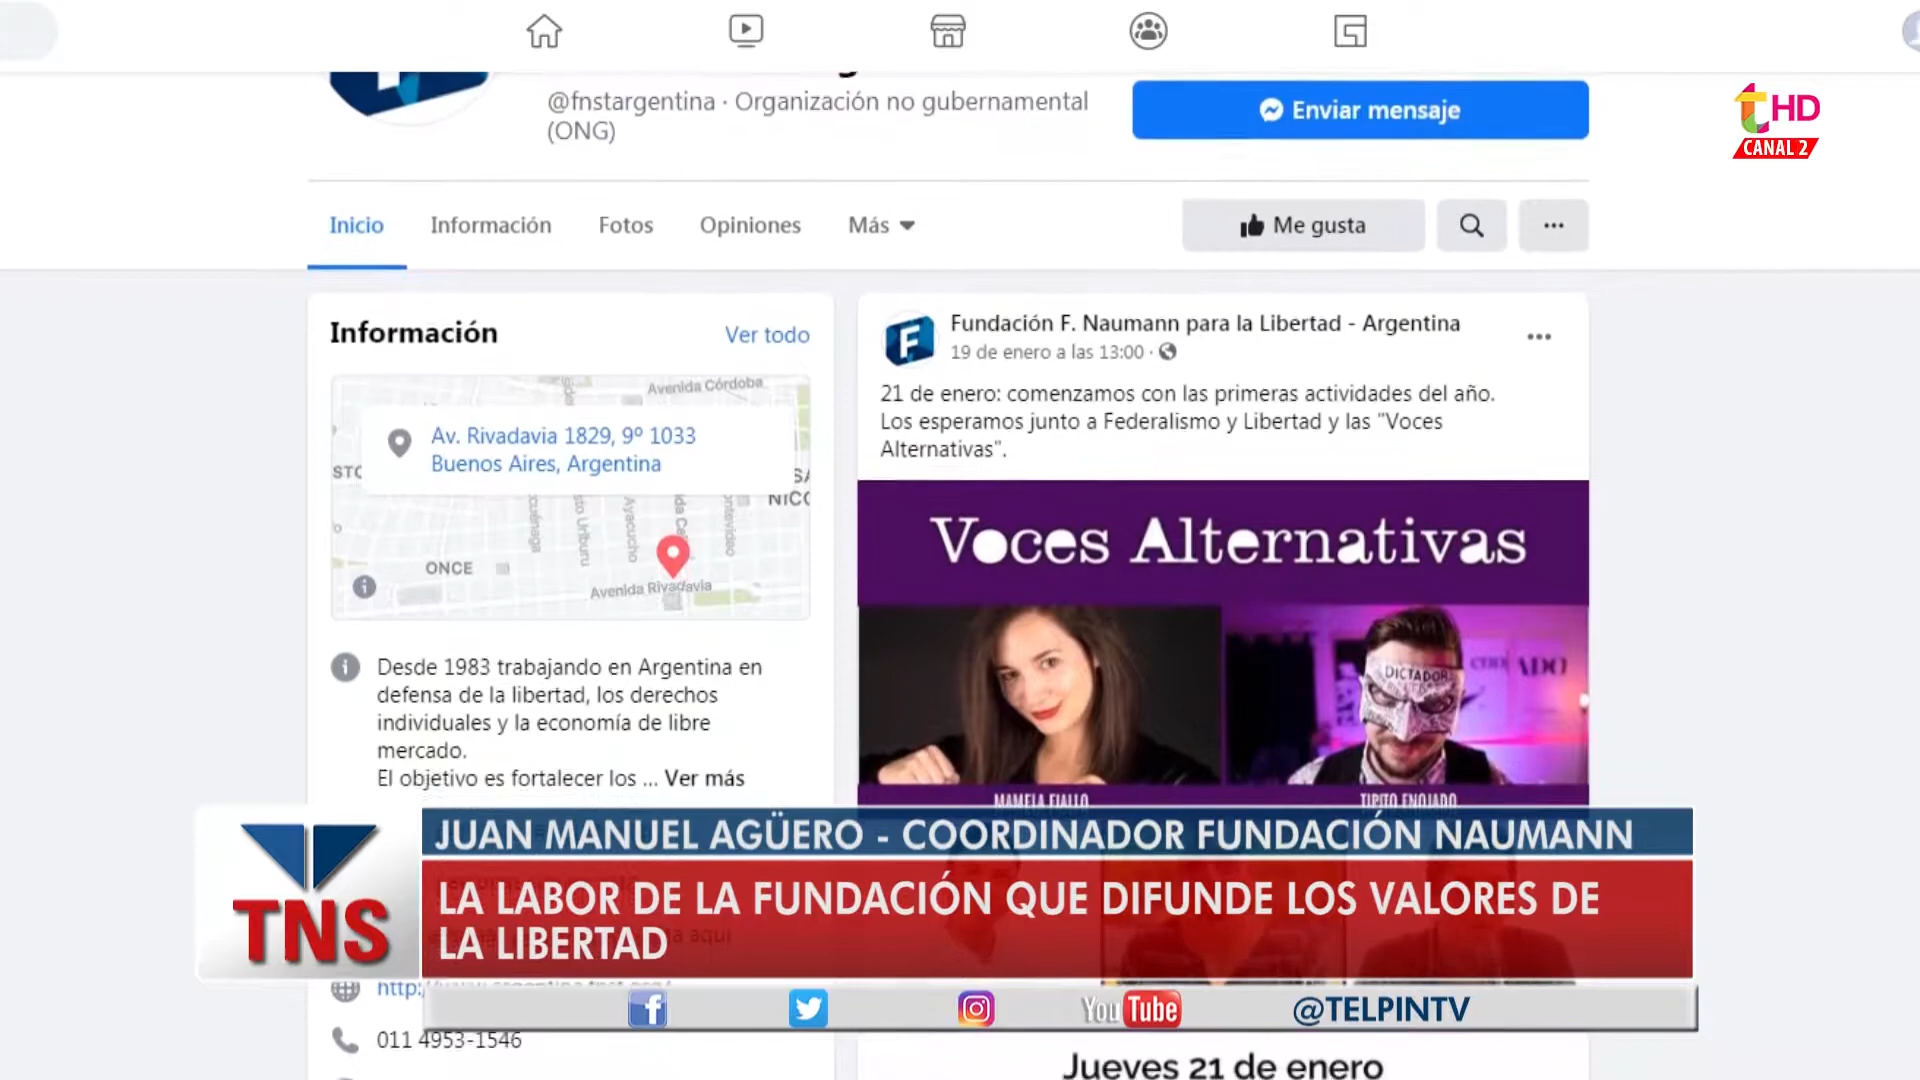 @fnstargentina · Organización no gubernamental
(ONG)
Enviar mensaje
HD
CANAL 2
Inicio
Información
Fotos
Opiniones
Más
Me gusta
Información
Ver todo
Avenida Córdoba
Av. Rivadavia 1829, 9º 1033
Buenos Aires, Argentina
Ayacucho
ONCE
Avenida Rivadavia
Desde 1983 trabajando en Argentina en
defensa de la libertad, los derechos
individuales y la economía de libre
mercado.
El objetivo es fortalecer los ... Ver más
011 4953-1546
F
Fundación F. Naumann para la Libertad - Argentina
19 de enero a las 13:00 ·
21 de enero: comenzamos con las primeras actividades del año.
Los esperamos junto a Federalismo y Libertad y las "Voces
Alternativas".
Voces Alternativas
DICTADOR
MAMELA FIALLO
TIPITO ENOJADO
Jueves 21 de enero
TNS
JUAN MANUEL AGÜERO - COORDINADOR FUNDACIÓN NAUMANN
LA LABOR DE LA FUNDACIÓN QUE DIFUNDE LOS VALORES DE
LA LIBERTAD
f
YouTube
@TELPINTV